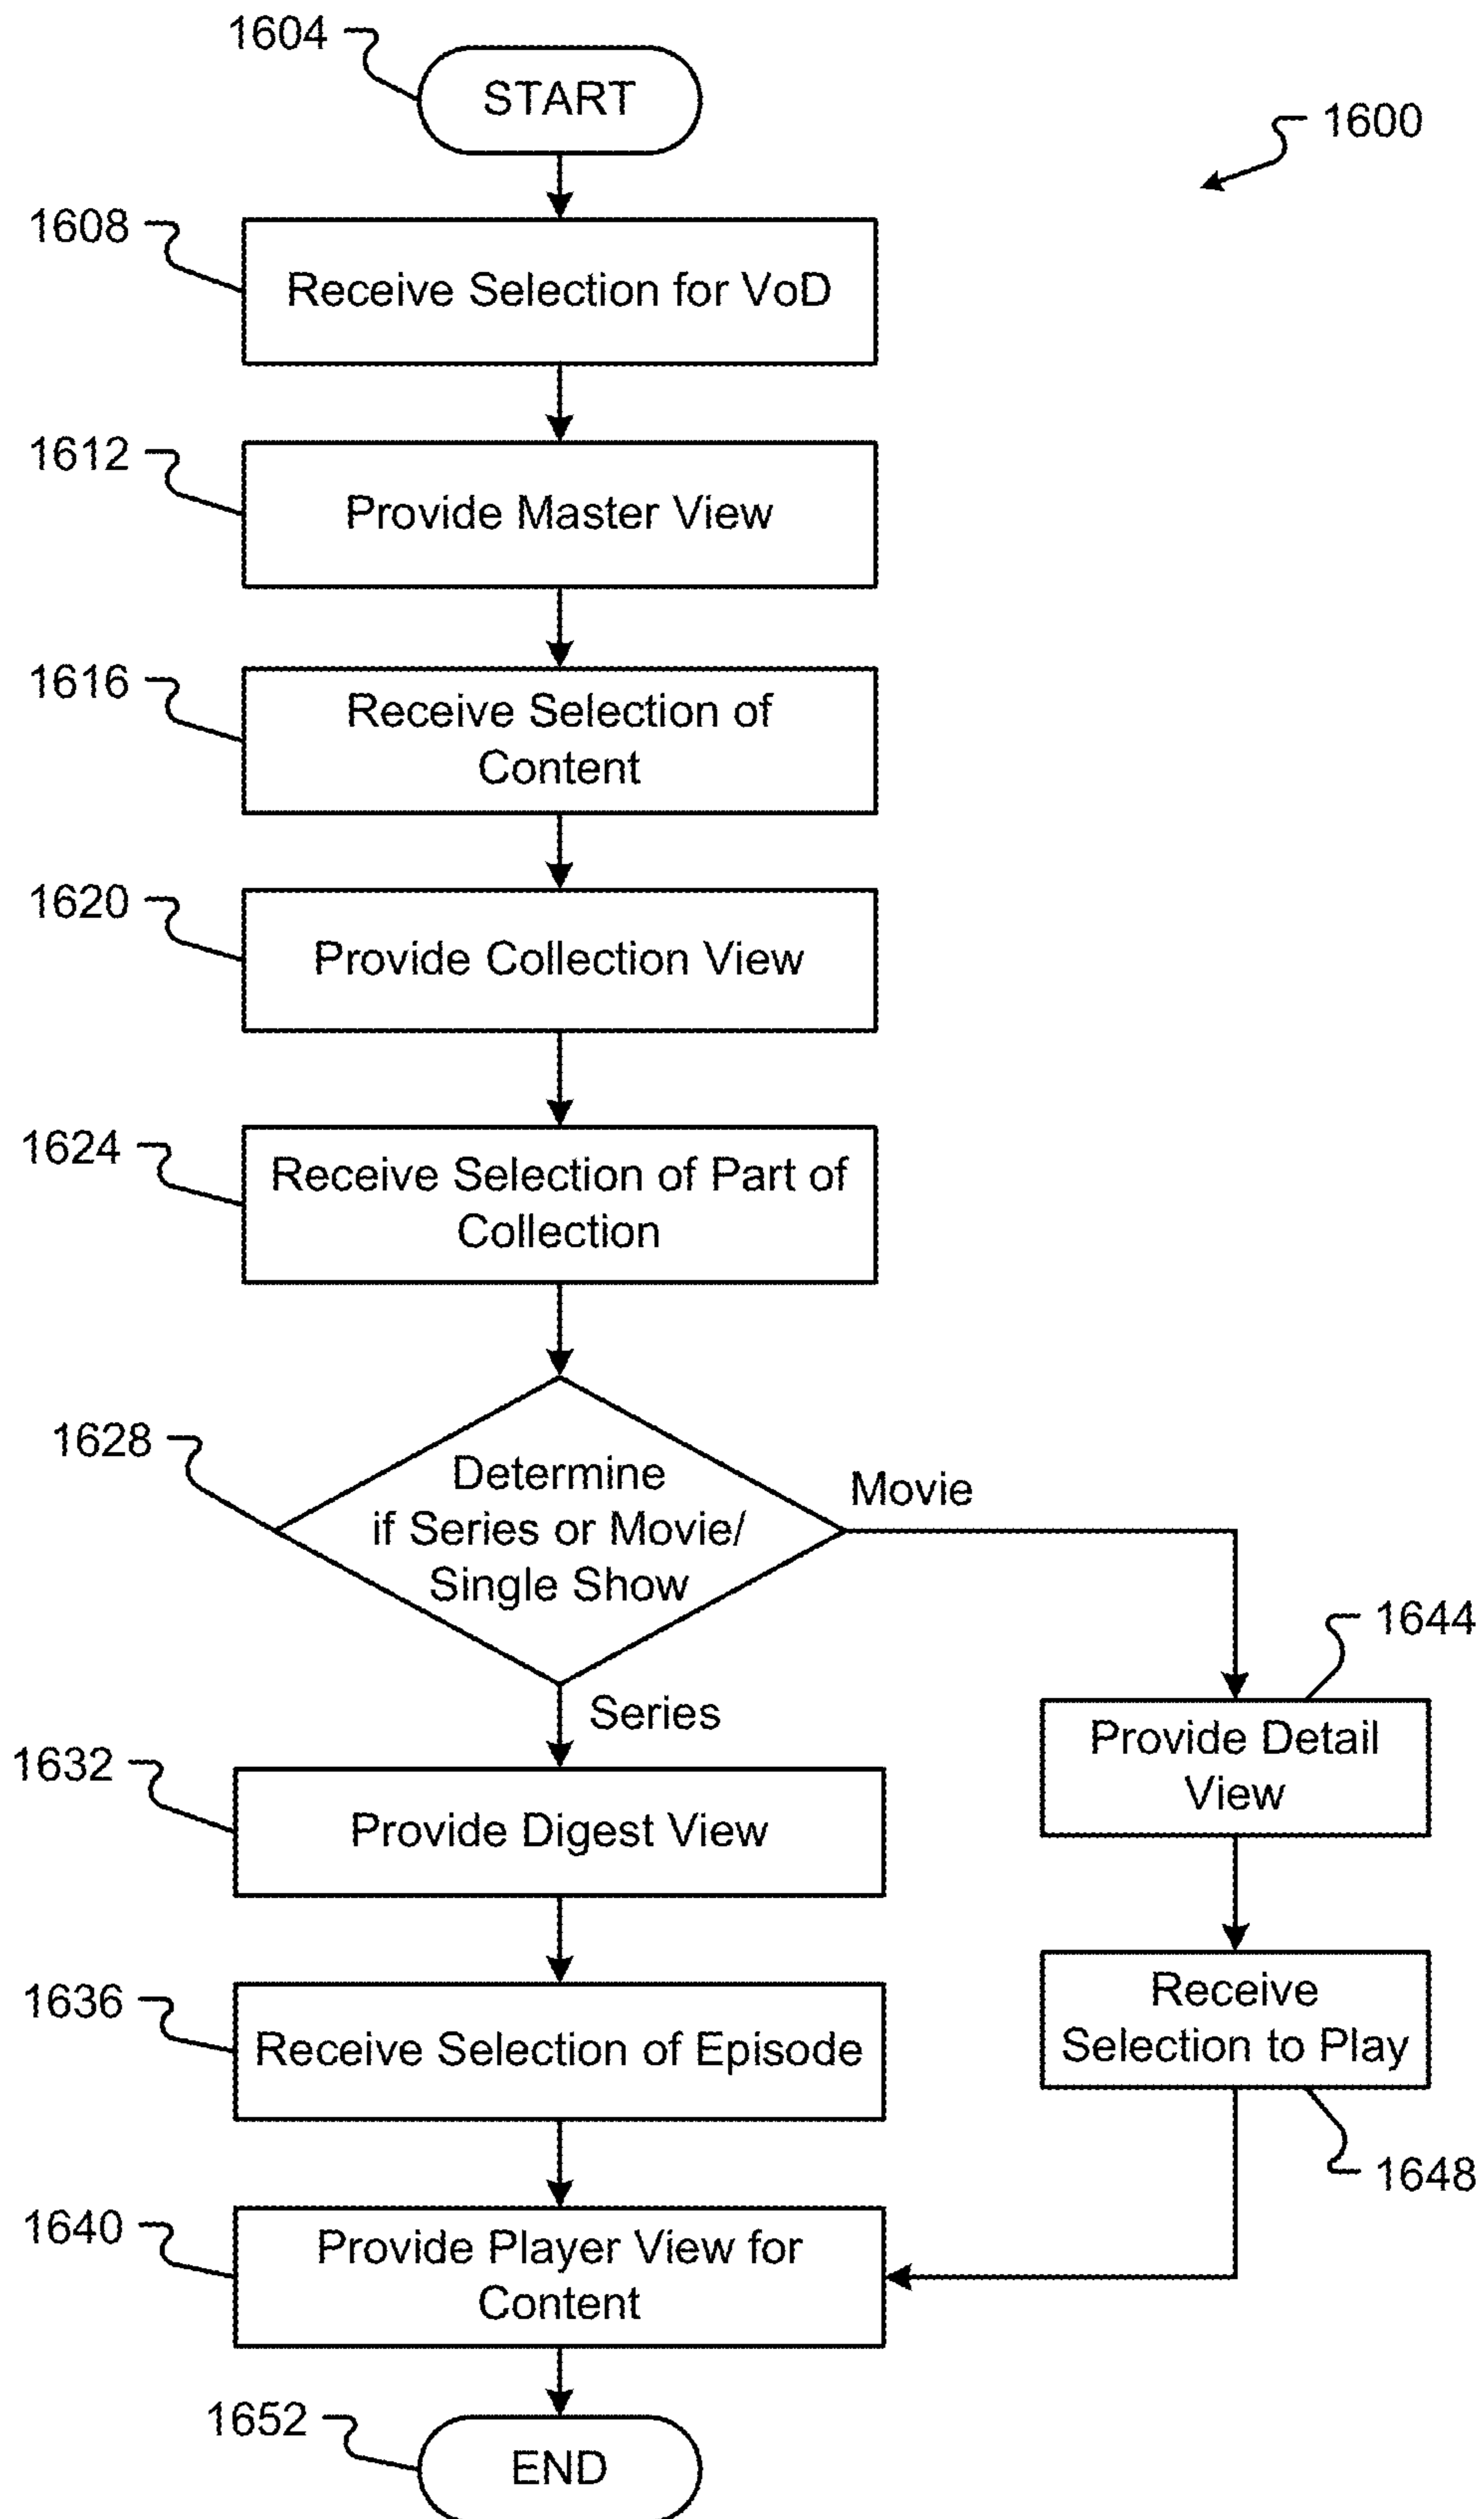 1604
START
1600
1608
Receive Selection for VoD
1612
Provide Master View
1616
Receive Selection of
Content
1620
Provide Collection View
1624
Receive Selection of Part of
Collection
1628
Determine
if Series or Movie/
Single Show
Movie
Series
1644
Provide Detail
View
1632
Provide Digest View
1636
Receive Selection of Episode
Receive
Selection to Play
1648
1640
Provide Player View for
Content
1652
END